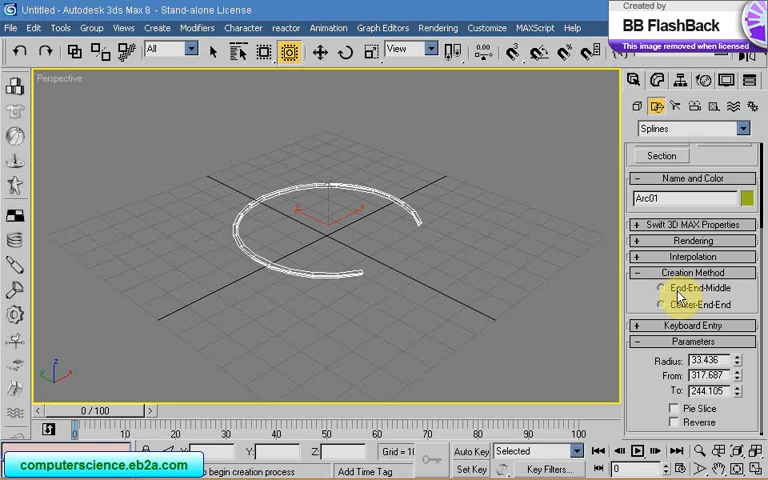 Untitled - Autodesk 3ds Max 8 - Stand-alone License
Created by
BB FlashBack
This image removed when licensed
File Edit Tools Group Views Create Modifiers Character reactor Animation Graph Editors Rendering Customize MAXScript Help
All
View
Perspective
Splines
Section
Name and Color
Arc01
Swift 3D MAX Properties
Rendering
Interpolation
Creation Method
End-End-Middle
Center-End-End
Keyboard Entry
Parameters
Radius: 33.436
From: 317.687
To: 244.105
Pie Slice
Reverse
z
y
x
0 / 100
0 10 20 30 40 50 60 70 80 90 100
X: Y: Z: Grid = 10
Auto Key Selected
computerscience.eb2a.com
to begin creation process
Add Time Tag
Set Key Key Filters... 0